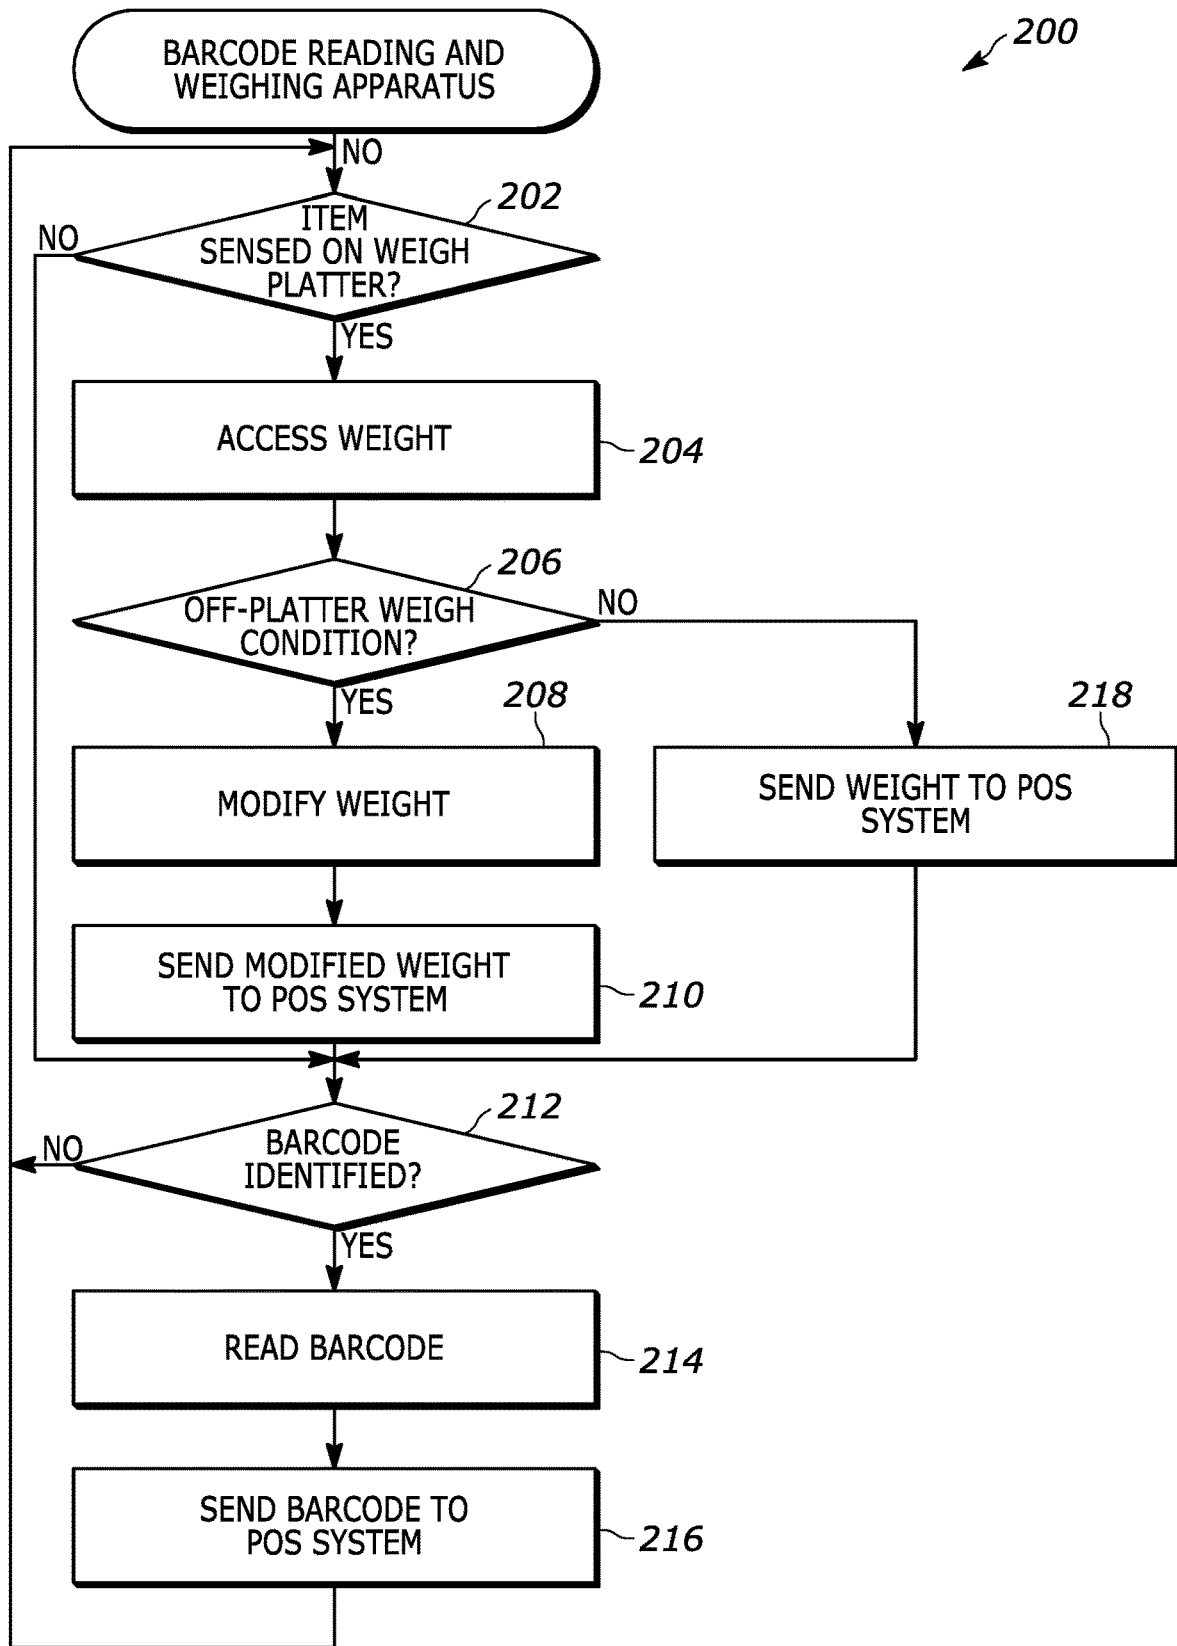 BARCODE READING AND
WEIGHING APPARATUS
200
NO
202
ITEM
SENSED ON WEIGH
PLATTER?
NO
YES
ACCESS WEIGHT
204
206
OFF-PLATTER WEIGH
CONDITION?
NO
YES
208
218
MODIFY WEIGHT
SEND WEIGHT TO POS
SYSTEM
SEND MODIFIED WEIGHT
TO POS SYSTEM
210
212
BARCODE
IDENTIFIED?
NO
YES
READ BARCODE
214
SEND BARCODE TO
POS SYSTEM
216